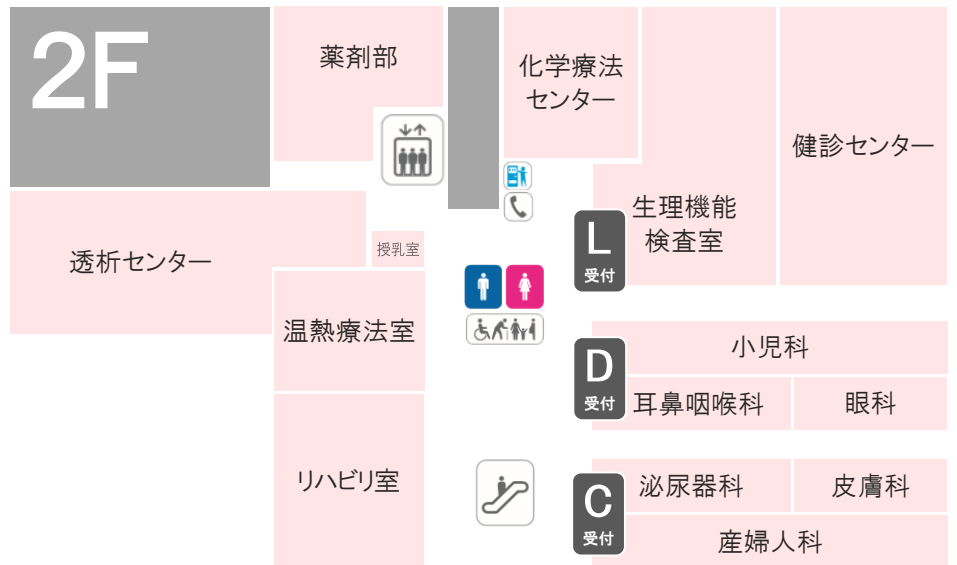 2F
薬剤部
化学療法
センター
健診センター
生理機能
検査室
L
受付
透析センター
授乳室
温熱療法室
小児科
D
受付
耳鼻咽喉科
眼科
リハビリ室
泌尿器科
皮膚科
C
受付
産婦人科